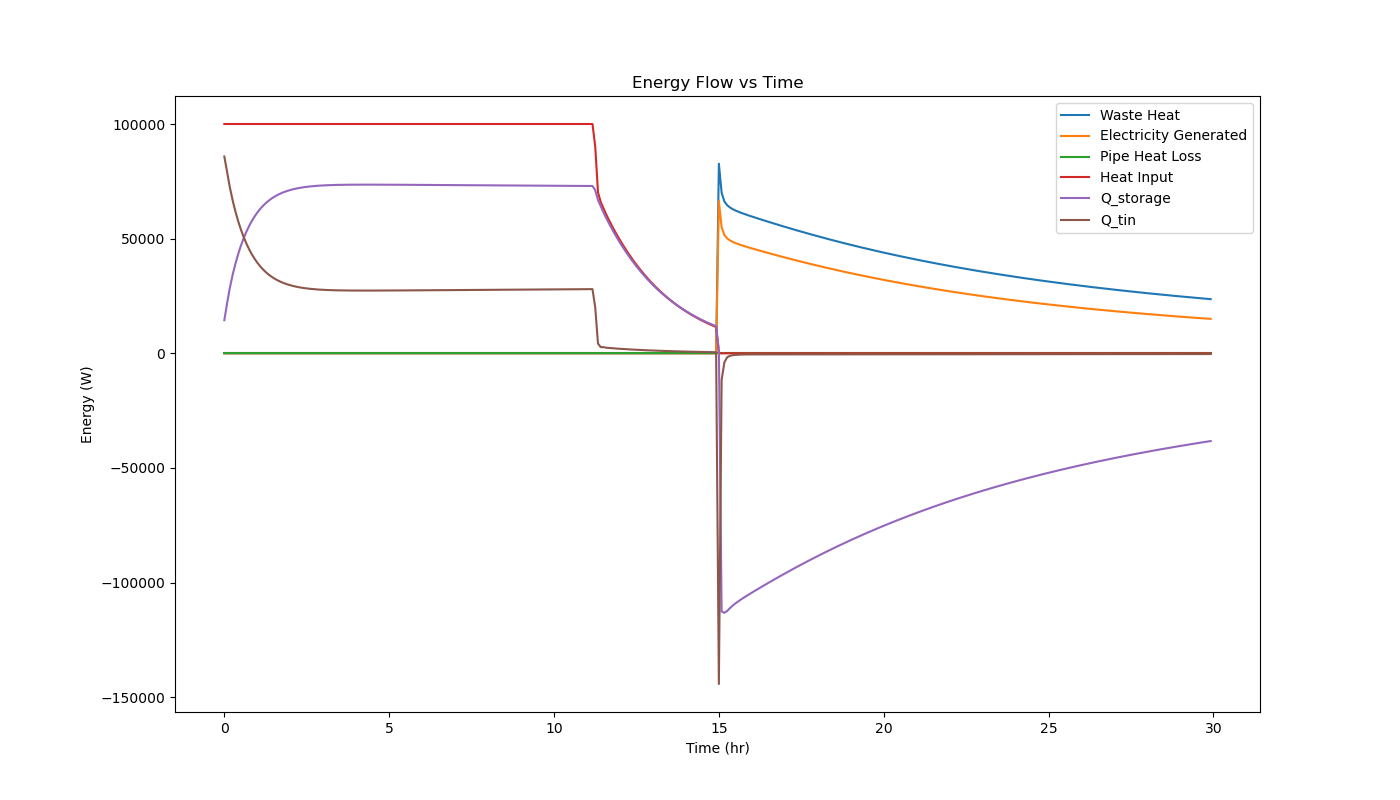 Energy Flow vs Time
Waste Heat
Electricity Generated
Pipe Heat Loss
Heat Input
Q_storage
Q_tin
100000
50000
0
−50000
−100000
−150000
Energy (W)
0 5 10 15 20 25 30
Time (hr)